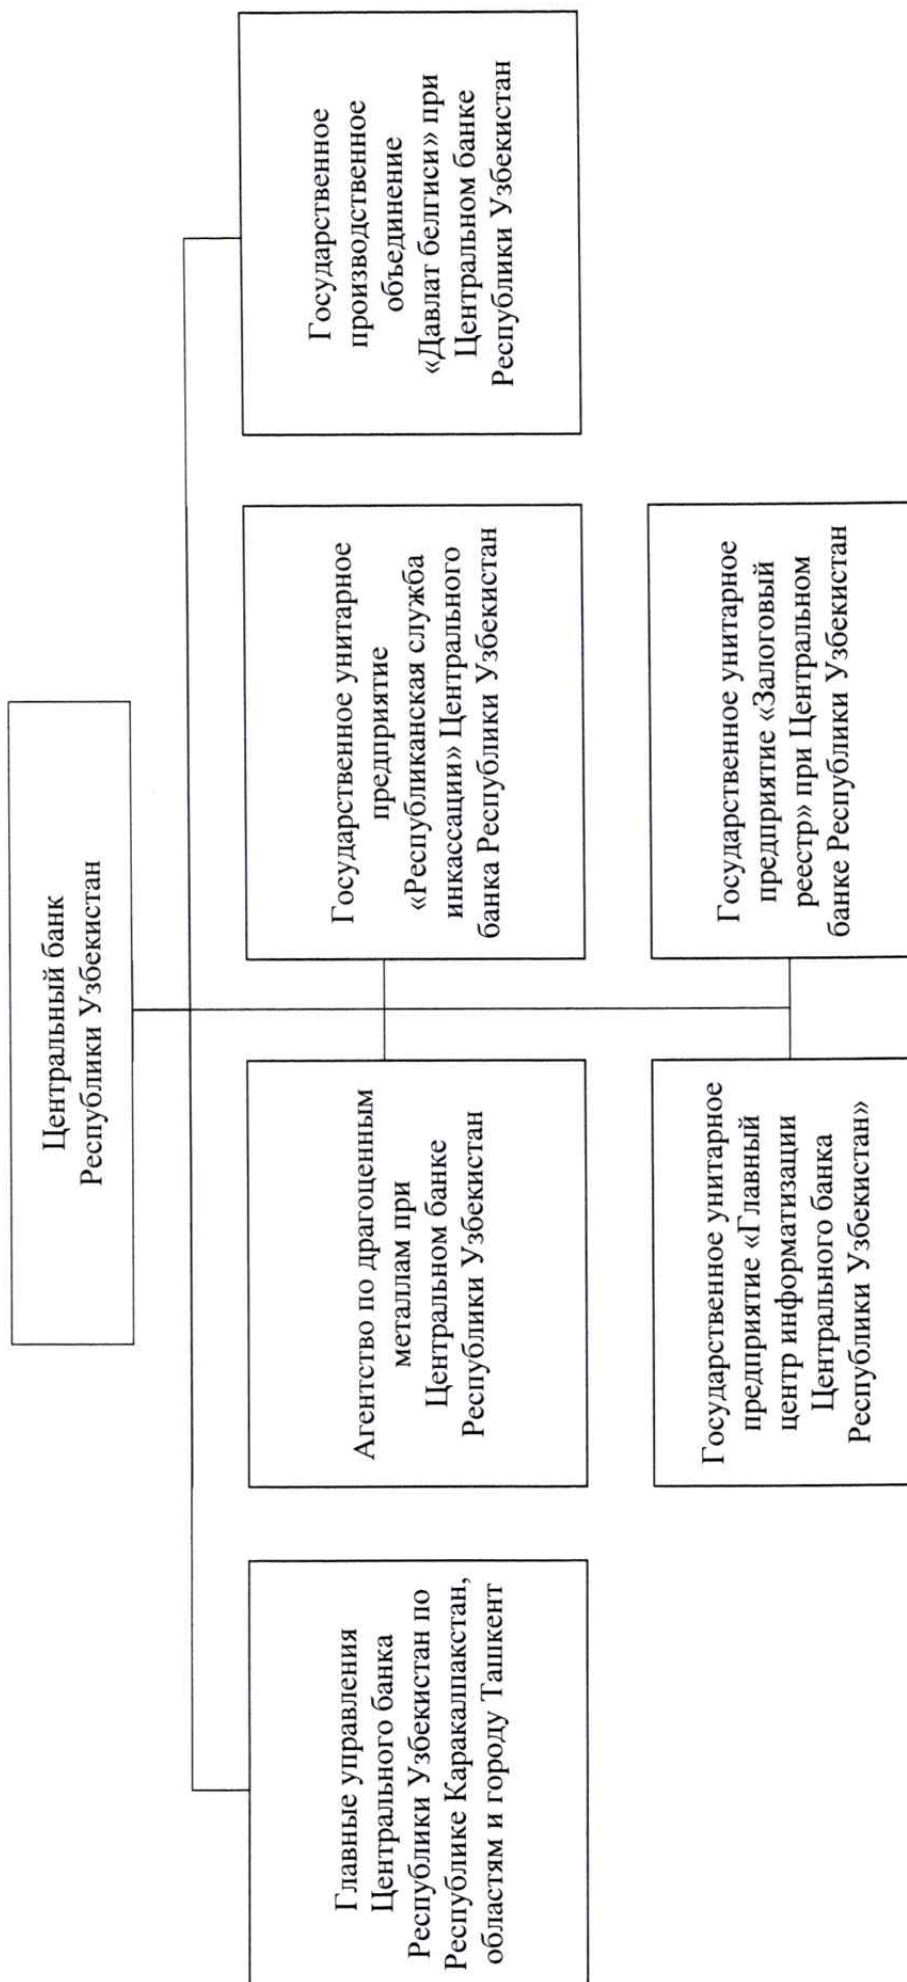 Центральный банк
Республики Узбекистан
Главные управления
Центрального банка
Республики Узбекистан по
Республике Каракалпакстан,
областям и городу Ташкент
Агентство по драгоценным
металлам при
Центральном банке
Республики Узбекистан
Государственное унитарное
предприятие
«Республиканская служба
инкассации» Центрального
банка Республики Узбекистан
Государственное
производственное
объединение
«Давлат белгиси» при
Центральном банке
Республики Узбекистан
Государственное унитарное
предприятие «Главный
центр информатизации
Центрального банка
Республики Узбекистан»
Государственное унитарное
предприятие «Залоговый
реестр» при Центральном
банке Республики Узбекистан